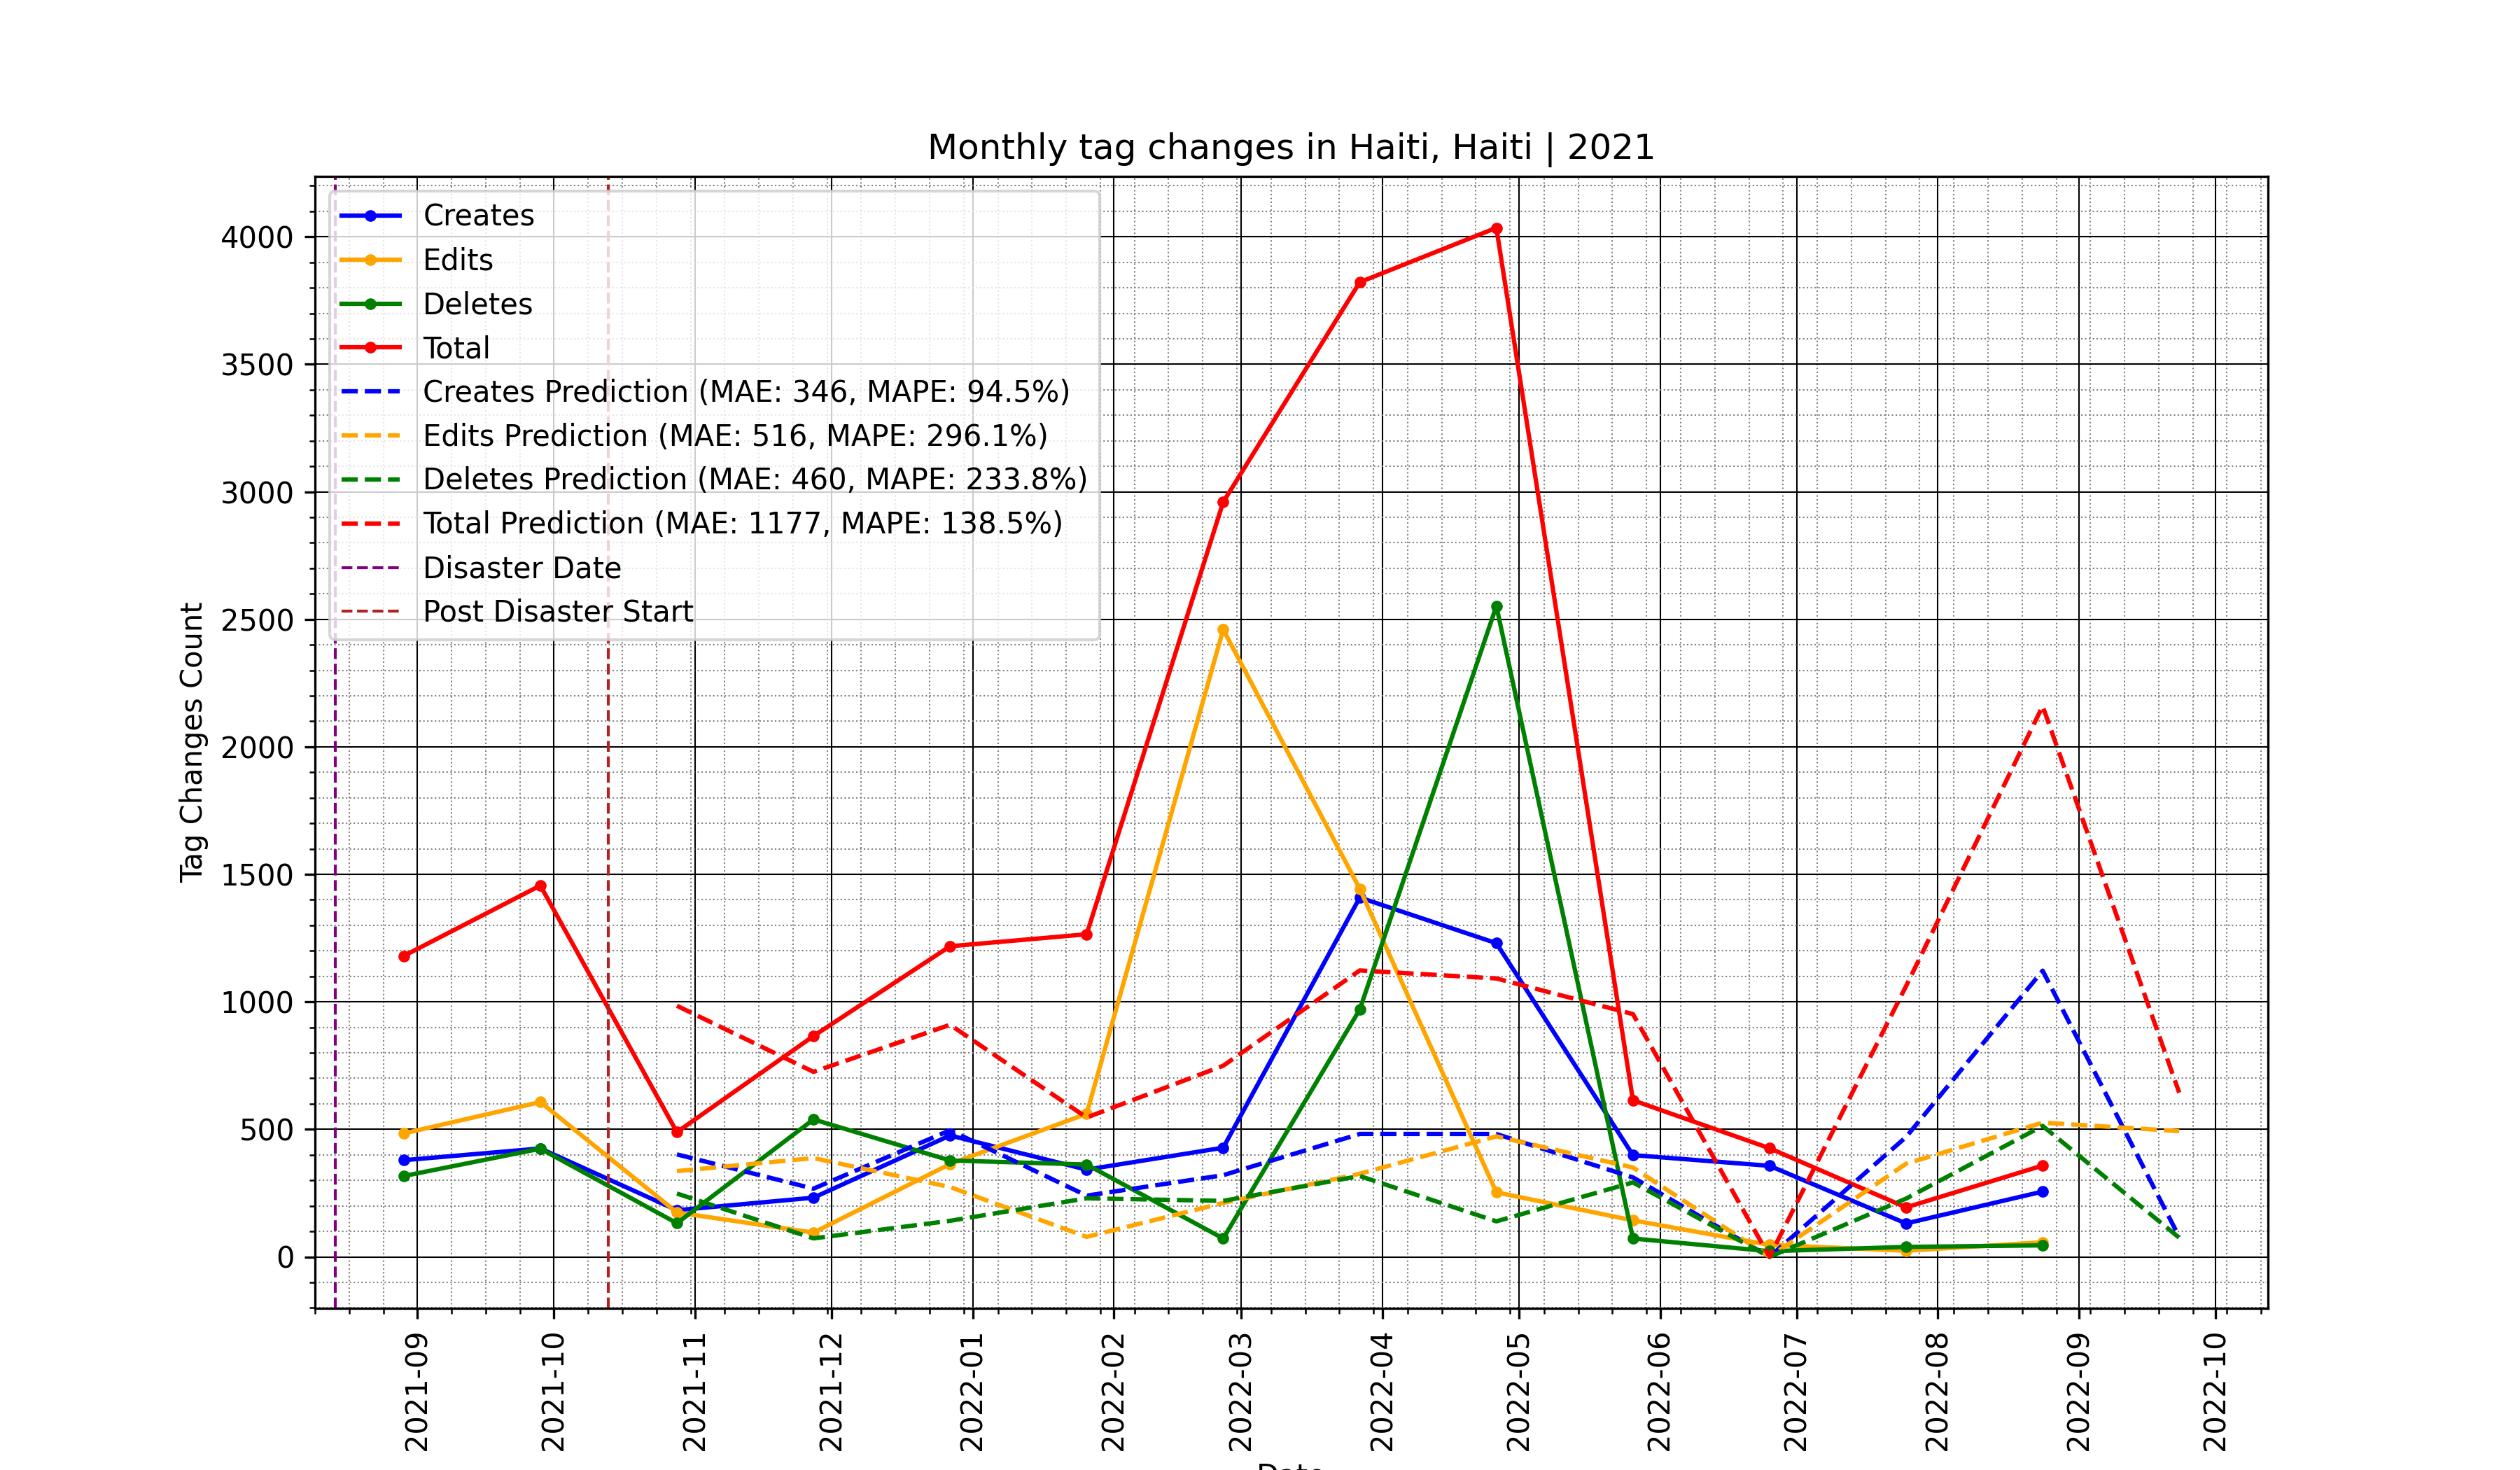 Monthly tag changes in Haiti, Haiti | 2021
Creates
Edits
Deletes
Total
Creates Prediction (MAE: 346, MAPE: 94.5%)
Edits Prediction (MAE: 516, MAPE: 296.1%)
Deletes Prediction (MAE: 460, MAPE: 233.8%)
Total Prediction (MAE: 1177, MAPE: 138.5%)
Disaster Date
Post Disaster Start
Tag Changes Count
4000
3500
3000
2500
2000
1500
1000
500
0
2021-09
2021-10
2021-11
2021-12
2022-01
2022-02
2022-03
2022-04
2022-05
2022-06
2022-07
2022-08
2022-09
2022-10
Date